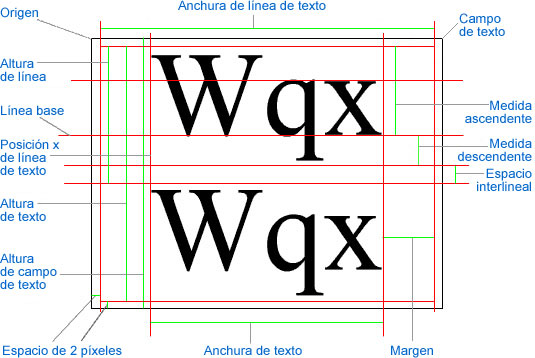 Anchura de línea de texto
Origen
Campo
de texto
Altura
de línea
Wqx
Línea base
Medida
ascendente
Posición x
de línea
de texto
Medida
descendente
Espacio
interlineal
Altura
de texto
Wqx
Altura
de campo
de texto
Espacio de 2 píxeles
Anchura de texto
Margen